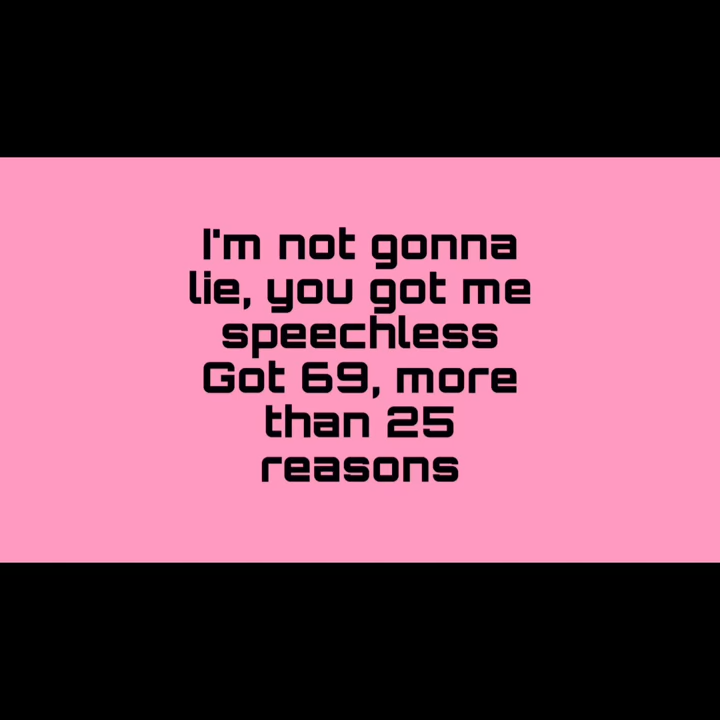 I'm not gonna
lie, you got me
speechless
Got 69, more
than 25
reasons